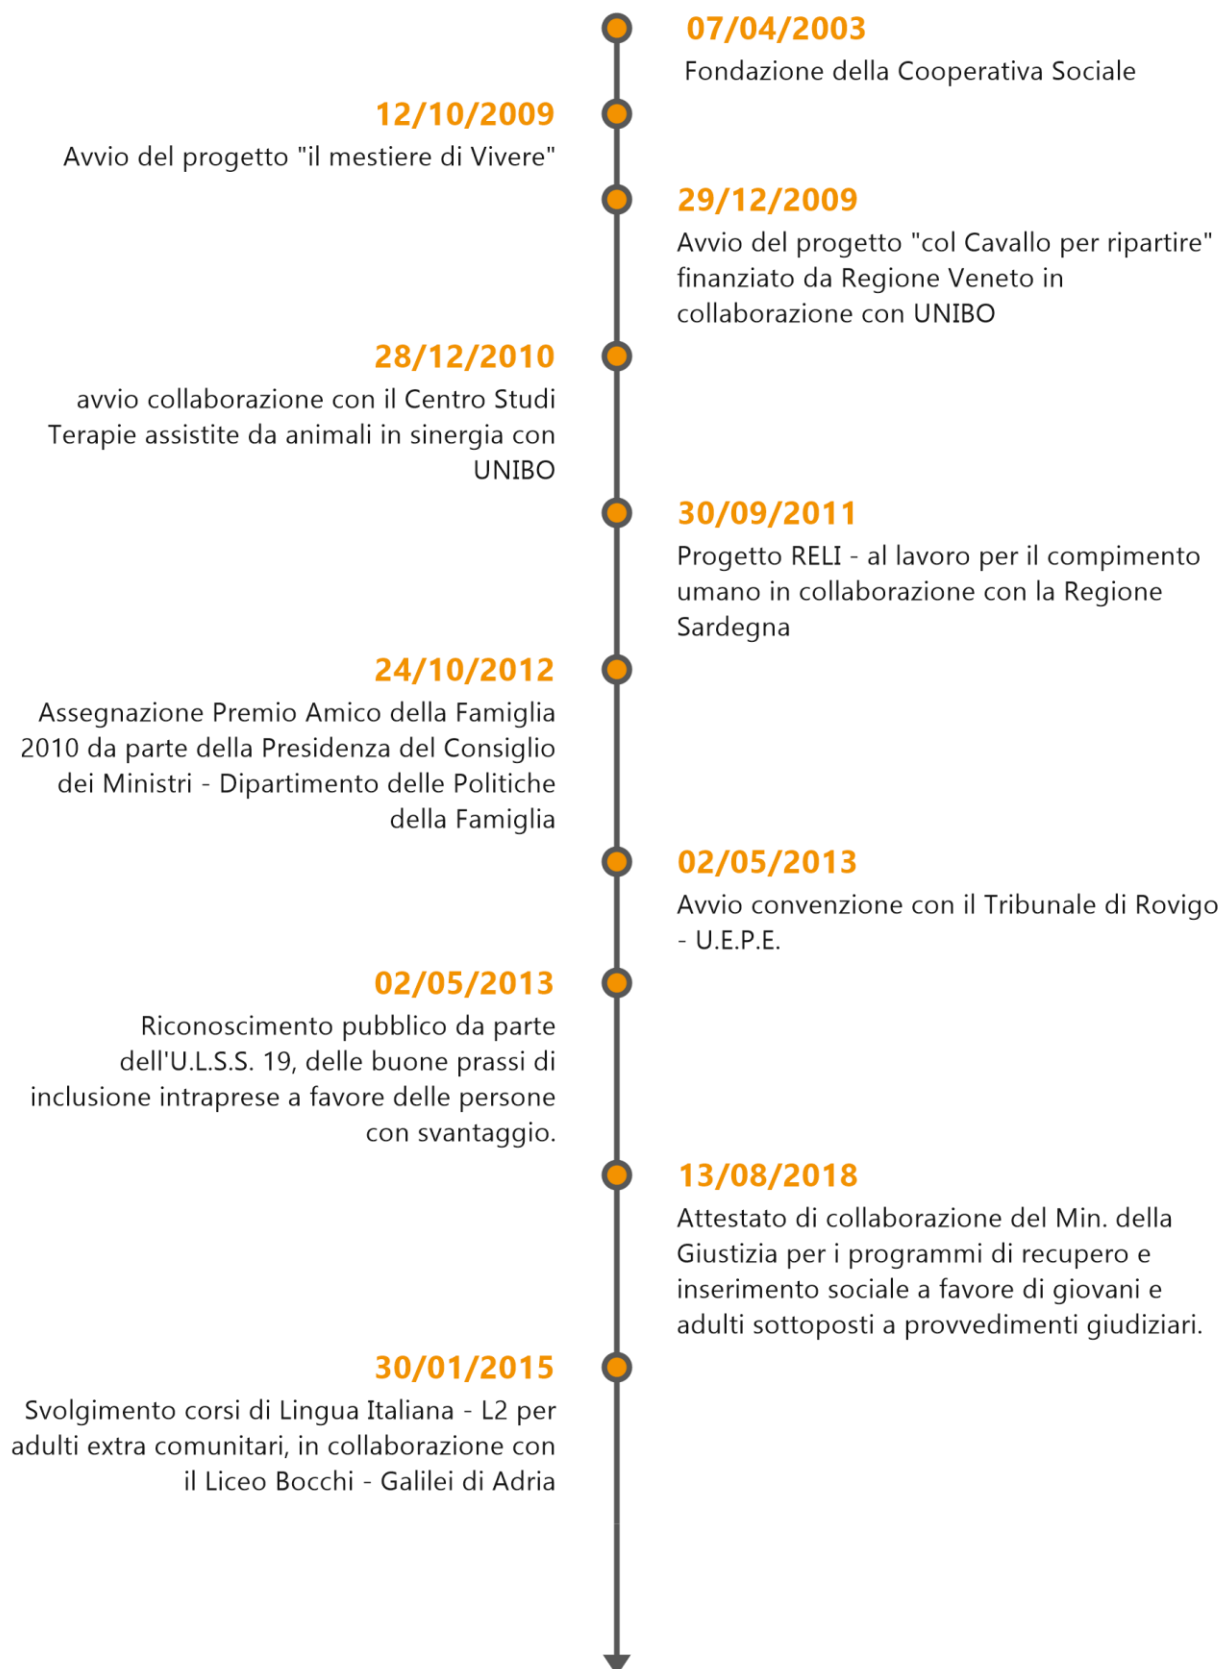 07/04/2003
Fondazione della Cooperativa Sociale
12/10/2009
Avvio del progetto "il mestiere di Vivere"
29/12/2009
Avvio del progetto "col Cavallo per ripartire"
finanziato da Regione Veneto in
collaborazione con UNIBO
28/12/2010
avvio collaborazione con il Centro Studi
Terapie assistite da animali in sinergia con
UNIBO
30/09/2011
Progetto RELI - al lavoro per il compimento
umano in collaborazione con la Regione
Sardegna
24/10/2012
Assegnazione Premio Amico della Famiglia
2010 da parte della Presidenza del Consiglio
dei Ministri - Dipartimento delle Politiche
della Famiglia
02/05/2013
Avvio convenzione con il Tribunale di Rovigo
- U.E.P.E.
02/05/2013
Riconoscimento pubblico da parte
dell'U.L.S.S. 19, delle buone prassi di
inclusione intraprese a favore delle persone
con svantaggio.
13/08/2018
Attestato di collaborazione del Min. della
Giustizia per i programmi di recupero e
inserimento sociale a favore di giovani e
adulti sottoposti a provvedimenti giudiziari.
30/01/2015
Svolgimento corsi di Lingua Italiana - L2 per
adulti extra comunitari, in collaborazione con
il Liceo Bocchi - Galilei di Adria